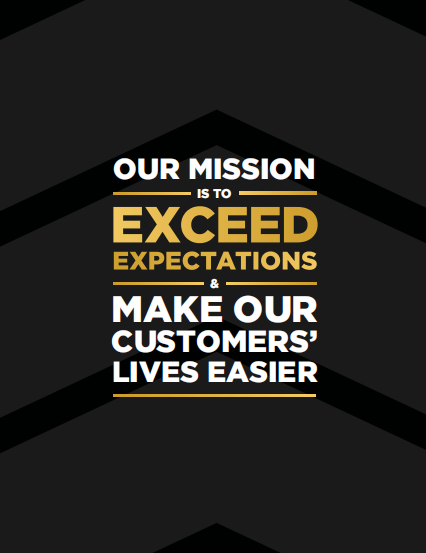 OUR MISSION
IS TO
EXCEED
EXPECTATIONS
&
MAKE OUR
CUSTOMERS’
LIVES EASIER